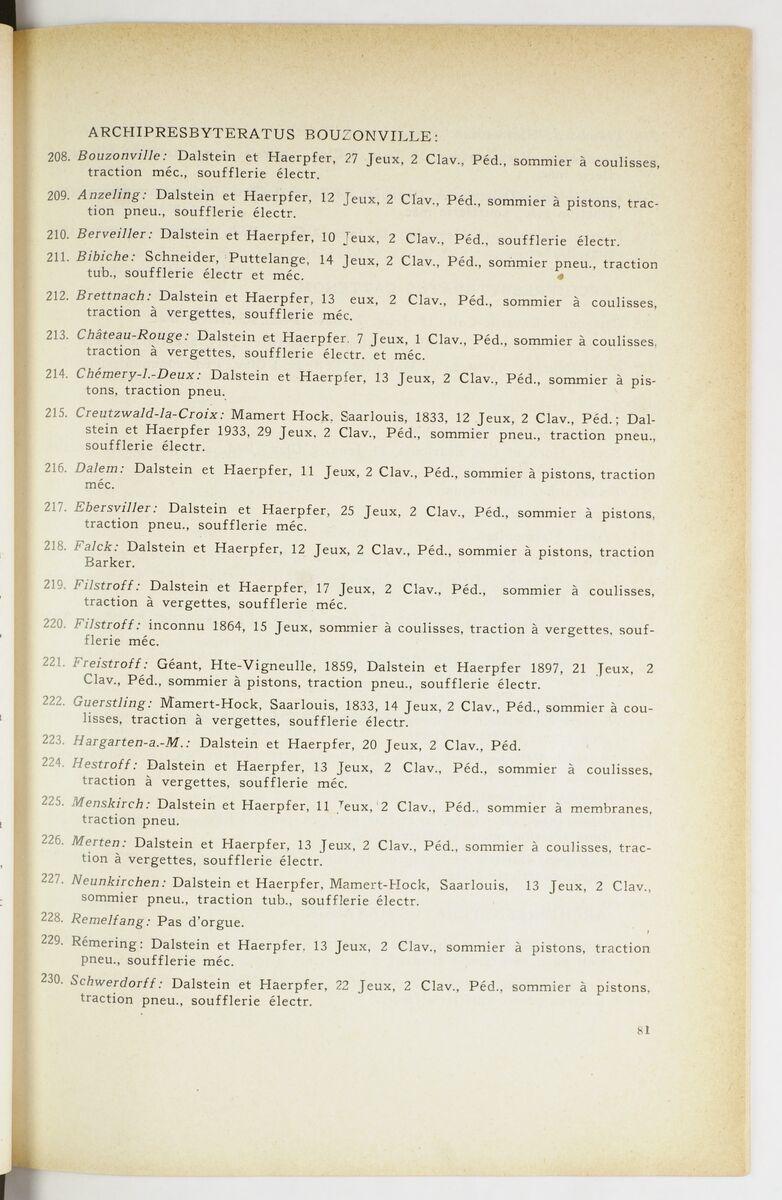 ARCHIPRESBYTERATUS BOUZONVILLE:
208. Bouzonville: Dalstein et Haerpfer, 27 Jeux, 2 Clav., Péd., sommier à coulisses,
traction méc., soufflerie électr.
209. Anzeling: Dalstein et Haerpfer, 12 Jeux, 2 Clav., Péd., sommier à pistons, trac-
tion pneu., soufflerie électr.
210. Berveiller: Dalstein et Haerpfer, 10 Jeux, 2 Clav., Péd., soufflerie électr.
211. Bibiche: Schneider, Puttelange, 14 Jeux, 2 Clav., Péd., sommier pneu., traction
tub., soufflerie électr et méc.
212. Brettnach: Dalstein et Haerpfer, 13 eux, 2 Clav., Péd., sommier à coulisses,
traction à vergettes, soufflerie méc.
213. Château-Rouge: Dalstein et Haerpfer. 7 Jeux, 1 Clav., Péd., sommier à coulisses,
traction à vergettes, soufflerie électr. et méc.
214. Chémery-l.-Deux: Dalstein et Haerpfer, 13 Jeux, 2 Clav., Péd., sommier à pis-
tons, traction pneu.
215. Creutzwald-la-Croix: Mamert Hock, Saarlouis, 1833, 12 Jeux, 2 Clav., Péd.; Dal-
stein et Haerpfer 1933, 29 Jeux, 2 Clav., Péd., sommier pneu., traction pneu.,
soufflerie électr.
216. Dalem: Dalstein et Haerpfer, 11 Jeux, 2 Clav., Péd., sommier à pistons, traction
méc.
217. Ebersviller: Dalstein et Haerpfer, 25 Jeux, 2 Clav., Péd., sommier à pistons,
traction pneu., soufflerie méc.
218. Falck: Dalstein et Haerpfer, 12 Jeux, 2 Clav., Péd., sommier à pistons, traction
Barker.
219. Filstroff: Dalstein et Haerpfer, 17 Jeux, 2 Clav., Péd., sommier à coulisses,
traction à vergettes, soufflerie méc.
220. Filstroff: inconnu 1864, 15 Jeux, sommier à coulisses, traction à vergettes, souf-
flerie méc.
221. Freistroff: Géant, Hte-Vigneulle, 1859, Dalstein et Haerpfer 1897, 21 Jeux, 2
Clav., Péd., sommier à pistons, traction pneu., soufflerie électr.
222. Guerstling: Mamert-Hock, Saarlouis, 1833, 14 Jeux, 2 Clav., Péd., sommier à cou-
lisses, traction à vergettes, soufflerie électr.
223. Hargarten-a.-M.: Dalstein et Haerpfer, 20 Jeux, 2 Clav., Péd.
224. Hestroff: Dalstein et Haerpfer, 13 Jeux, 2 Clav., Péd., sommier à coulisses,
traction à vergettes, soufflerie méc.
225. Menskirch: Dalstein et Haerpfer, 11 Jeux, 2 Clav., Péd., sommier à membranes,
traction pneu.
226. Merten: Dalstein et Haerpfer, 13 Jeux, 2 Clav., Péd., sommier à coulisses, trac-
tion à vergettes, soufflerie électr.
227. Neunkirchen: Dalstein et Haerpfer, Mamert-Hock, Saarlouis, 13 Jeux, 2 Clav.,
sommier pneu., traction tub., soufflerie électr.
228. Remelfang: Pas d'orgue.
229. Rémering: Dalstein et Haerpfer, 13 Jeux, 2 Clav., sommier à pistons, traction
pneu., soufflerie méc.
230. Schwerdorff: Dalstein et Haerpfer, 22 Jeux, 2 Clav., Péd., sommier à pistons,
traction pneu., soufflerie électr.
81